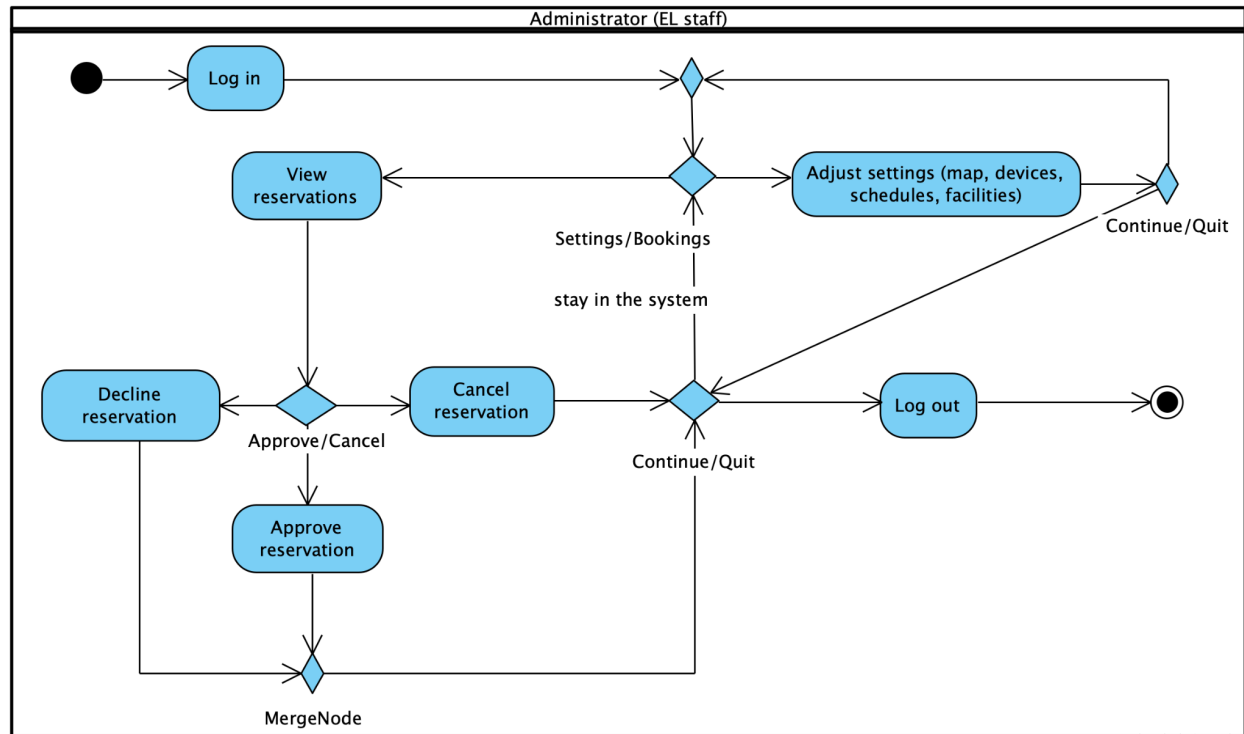 Administrator (EL staff)
Log in
View
reservations
Adjust settings (map, devices,
schedules, facilities)
Continue/Quit
Settings/Bookings
stay in the system
Decline
reservation
Cancel
reservation
Log out
Approve/Cancel
Continue/Quit
Approve
reservation
MergeNode